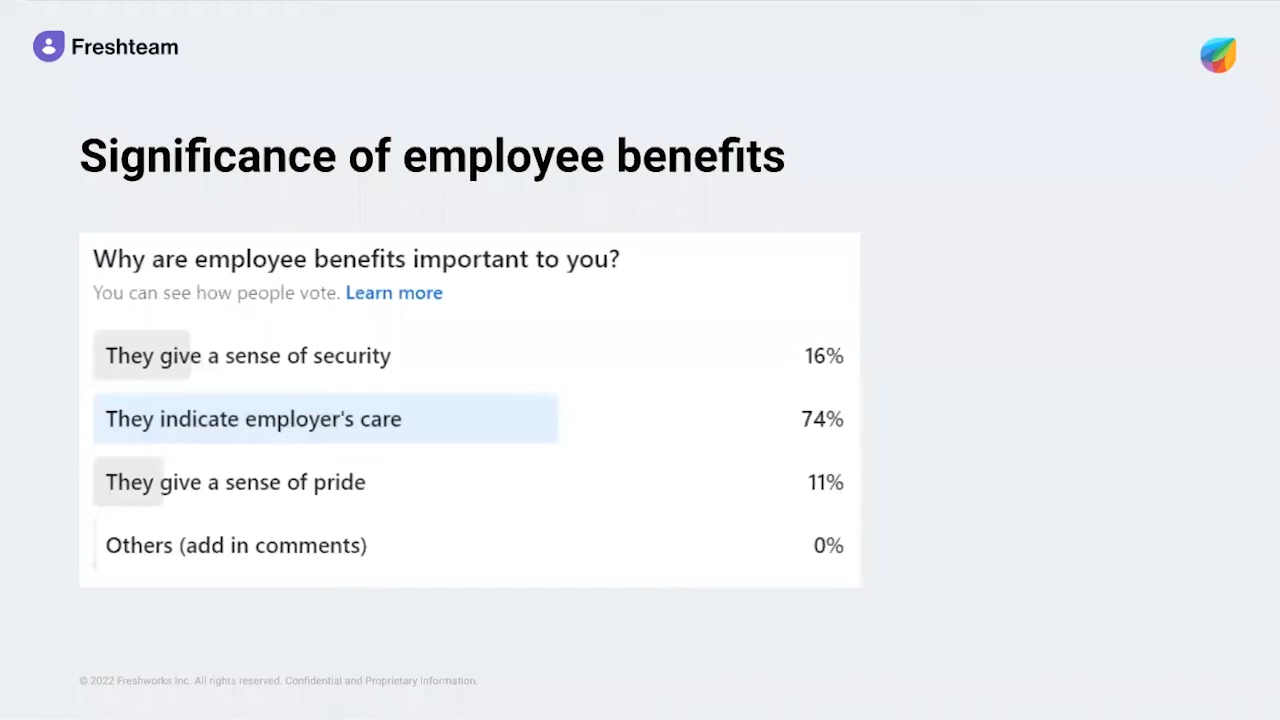 Freshteam
Significance of employee benefits
Why are employee benefits important to you?
You can see how people vote. Learn more
They give a sense of security 16%
They indicate employer's care 74%
They give a sense of pride 11%
Others (add in comments) 0%
© 2022 Freshworks Inc. All rights reserved. Confidential and Proprietary Information.